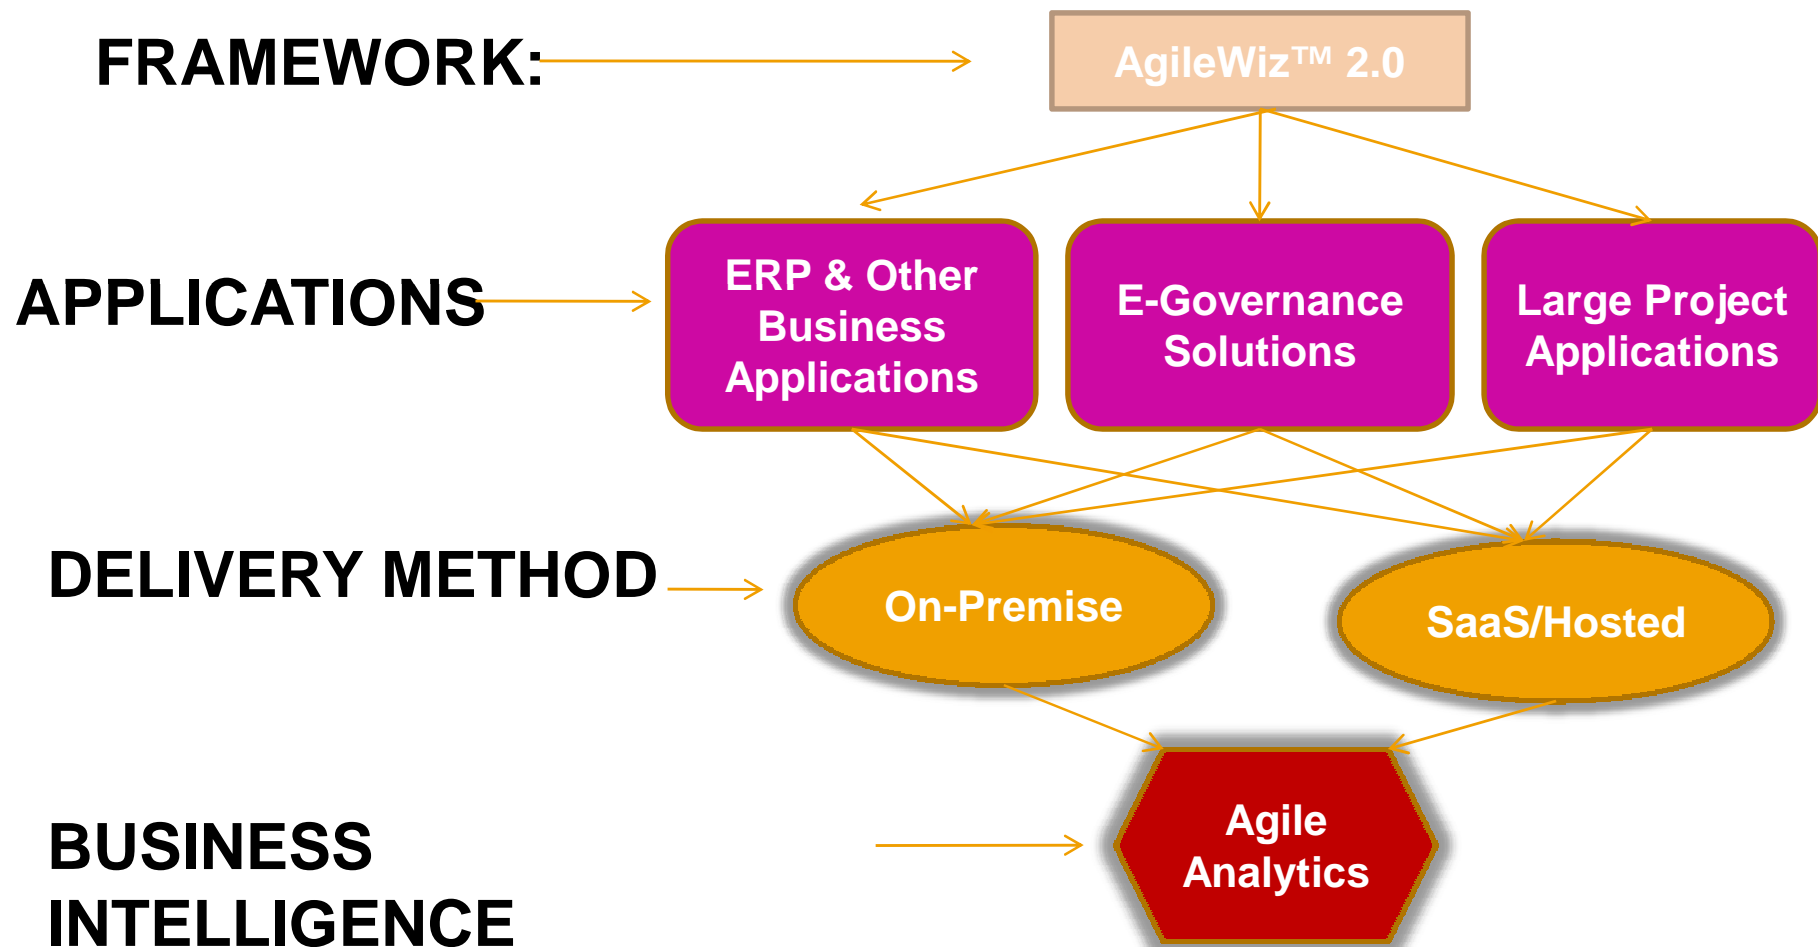 FRAMEWORK:
AgileWiz™ 2.0
APPLICATIONS
ERP & Other
Business
Applications
E-Governance
Solutions
Large Project
Applications
DELIVERY METHOD
On-Premise
SaaS/Hosted
BUSINESS
INTELLIGENCE
Agile
Analytics